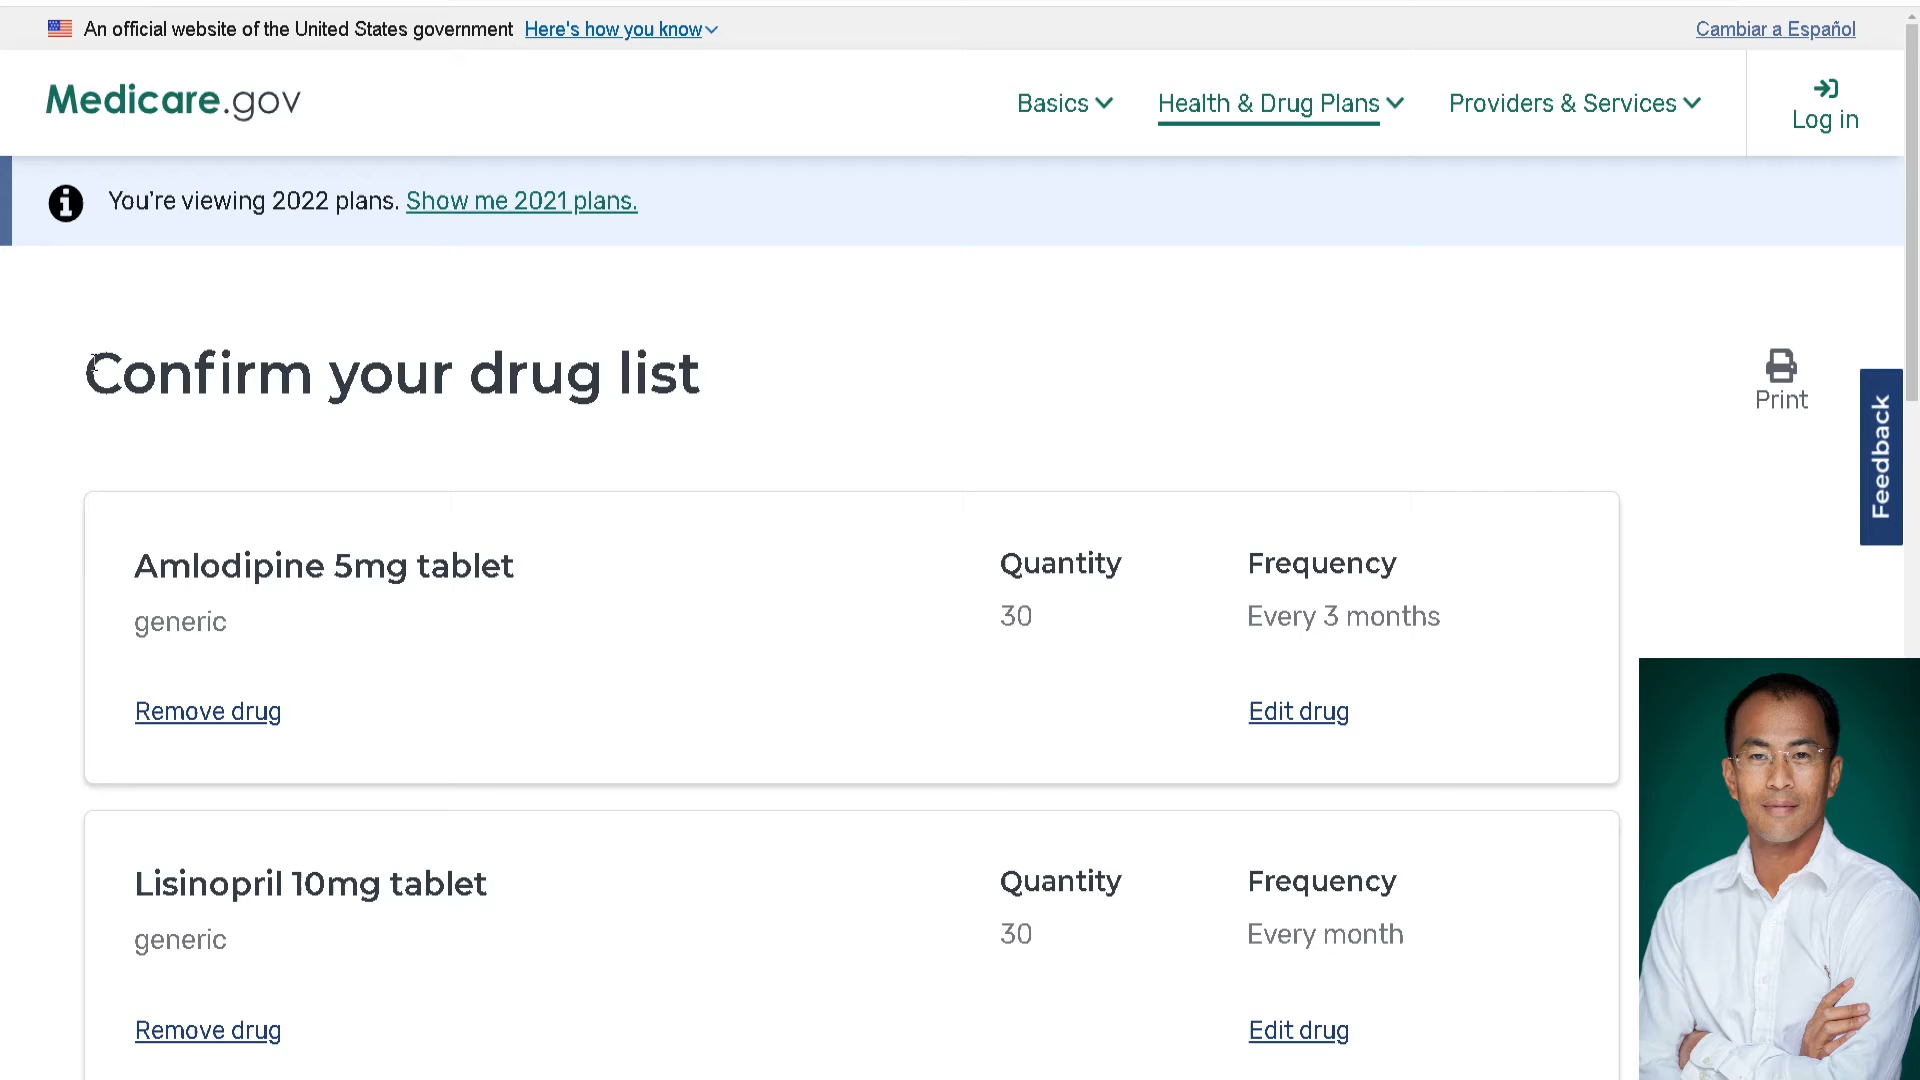 An official website of the United States government Here's how you know
Cambiar a Español
Medicare.gov
Basics
Health & Drug Plans
Providers & Services
Log in
You're viewing 2022 plans. Show me 2021 plans.
Confirm your drug list
Print
Feedback
Amlodipine 5mg tablet
Quantity
Frequency
generic
30
Every 3 months
Remove drug
Edit drug
Lisinopril 10mg tablet
Quantity
Frequency
generic
30
Every month
Remove drug
Edit drug